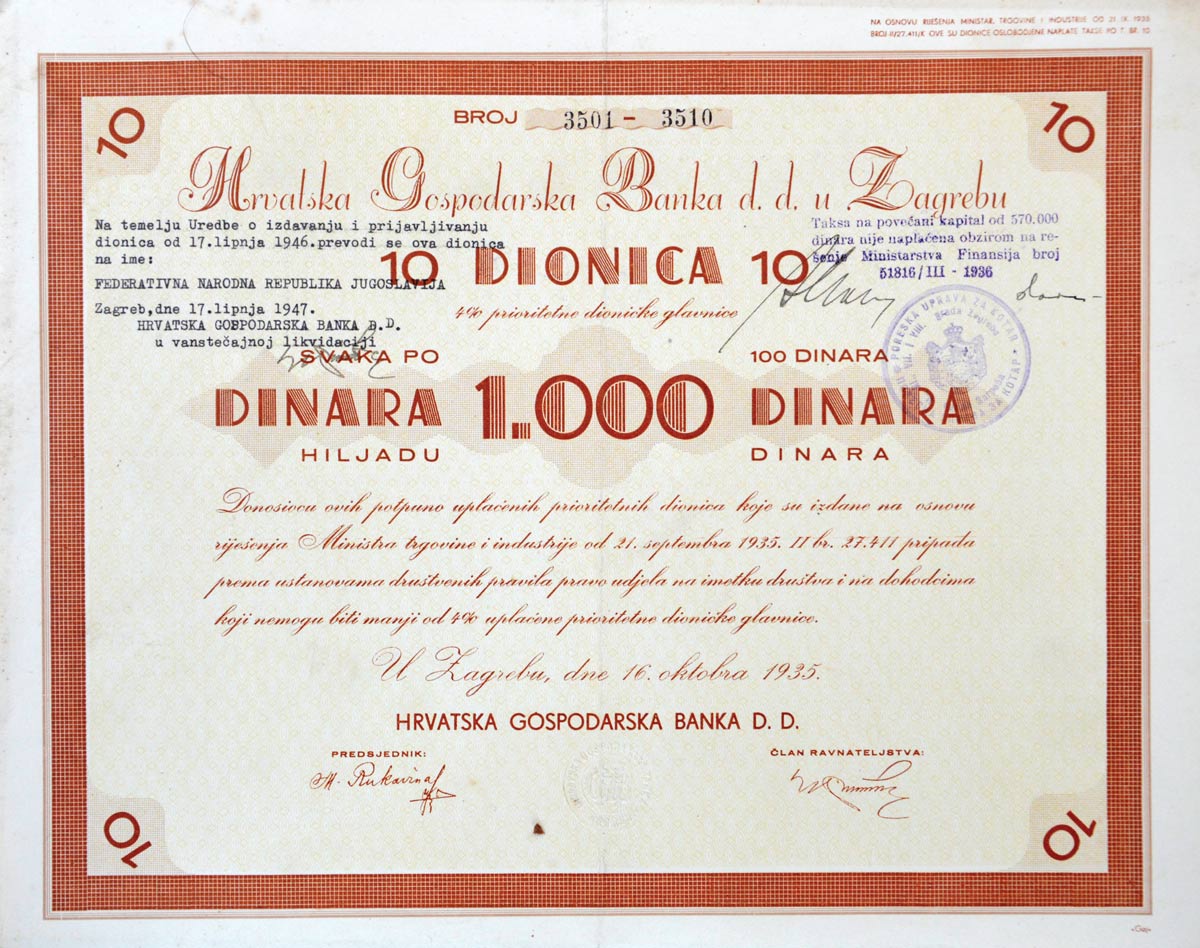 NA OSNOVU RIJEŠENJA MINISTAR. TRGOVINE I INDUSTRIJE OD 21. IX. 1935
BROJ II/27.411/K OVE SU DIONICE OSLOBODJENE NAPLATE TAKSE PO T. BR. 10
10
10
BROJ 3501 - 3510
Hrvatska Gospodarska Banka d. d. u Zagrebu
Na temelju Uredbe o izdavanju i prijavljivanju
dionica od 17.lipnja 1946.prevodi se ova dionica
na ime:
FEDERATIVNA NARODNA REPUBLIKA JUGOSLAVIJA
Zagreb,dne 17.lipnja 1947.
HRVATSKA GOSPODARSKA BANKA D.D.
u vanstečajnoj likvidaciji
Taksa na povećani kapital od 570.000
dinara nije naplaćena obzirom na re-
šenje Ministarstva Finansija broj
51816/III - 1936
10 DIONICA 10
4% prioritetne dioničke glavnice
PORESKA UPRAVA ZA KOTAR
grada Zagreba
SVAKA PO 100 DINARA
DINARA 1.000 DINARA
HILJADU DINARA
Donosiocu ovih potpuno uplaćenih prioritetnih dionica koje su izdane na osnovu
riješenja Ministra trgovine i industrije od 21. septembra 1935. II br. 27.411 pripada
prema ustanovama društvenih pravila pravo udjela na imetku društva i na dohodcima
koji nemogu biti manji od 4% uplaćene prioritetne dioničke glavnice.
U Zagrebu, dne 16. oktobra 1935.
HRVATSKA GOSPODARSKA BANKA D. D.
PREDSJEDNIK:
M. Rukavina
ČLAN RAVNATELJSTVA:
10
10